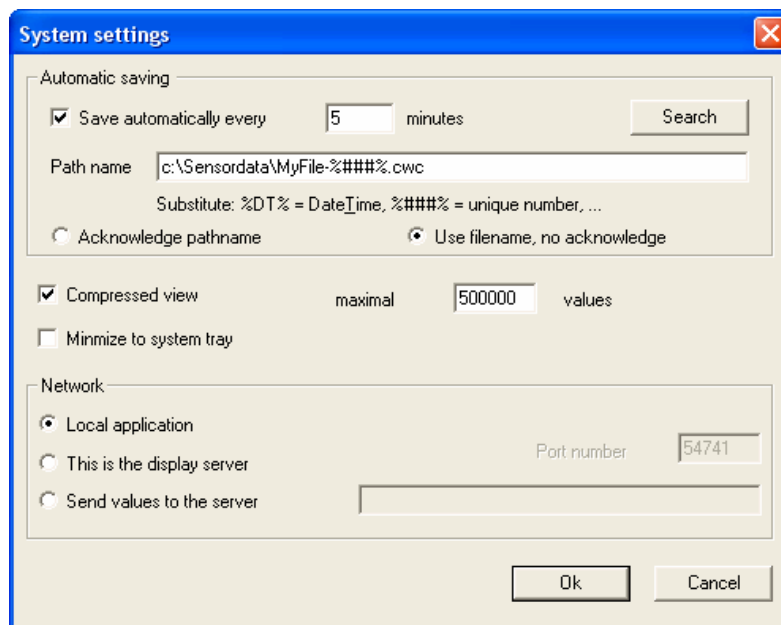 System settings
Automatic saving
Save automatically every 5 minutes Search
Path name c:\Sensordata\MyFile-%###%.cwc
Substitute: %DT% = DateTime, %###% = unique number, ...
Acknowledge pathname Use filename, no acknowledge
Compressed view maximal 500000 values
Minmize to system tray
Network
Local application
This is the display server Port number 54741
Send values to the server
Ok Cancel